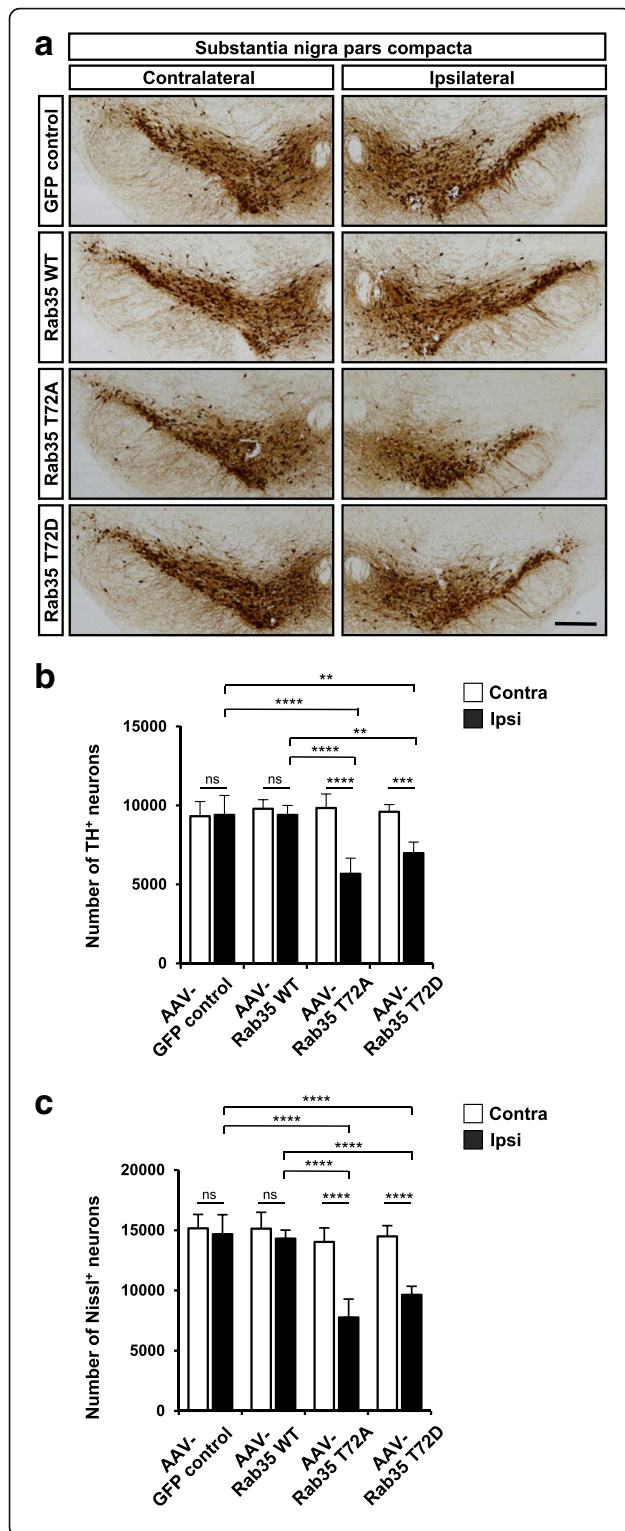 a
Substantia nigra pars compacta
Contralateral
Ipsilateral
GFP control
Rab35 WT
Rab35 T72A
Rab35 T72D
b
**
****
**
****
ns
ns
****
***
Contra
Ipsi
Number of TH⁺ neurons
15000
10000
5000
0
AAV-
GFP control
AAV-
Rab35 WT
AAV-
Rab35 T72A
AAV-
Rab35 T72D
c
****
****
****
****
ns
ns
****
****
Contra
Ipsi
Number of Nissl⁺ neurons
20000
15000
10000
5000
0
AAV-
GFP control
AAV-
Rab35 WT
AAV-
Rab35 T72A
AAV-
Rab35 T72D